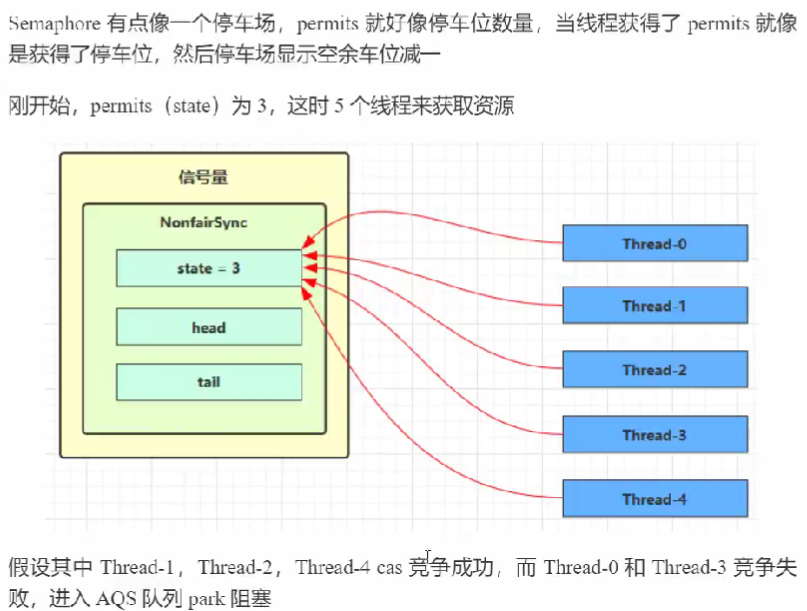 Semaphore 有点像一个停车场，permits 就好像停车位数量，当线程获得了 permits 就像
是获得了停车位，然后停车场显示空余车位减一
刚开始，permits（state）为 3，这时 5 个线程来获取资源
信号量
NonfairSync
state = 3
head
tail
Thread-0
Thread-1
Thread-2
Thread-3
Thread-4
假设其中 Thread-1，Thread-2，Thread-4 cas 竞争成功，而 Thread-0 和 Thread-3 竞争失
败，进入 AQS 队列 park 阻塞